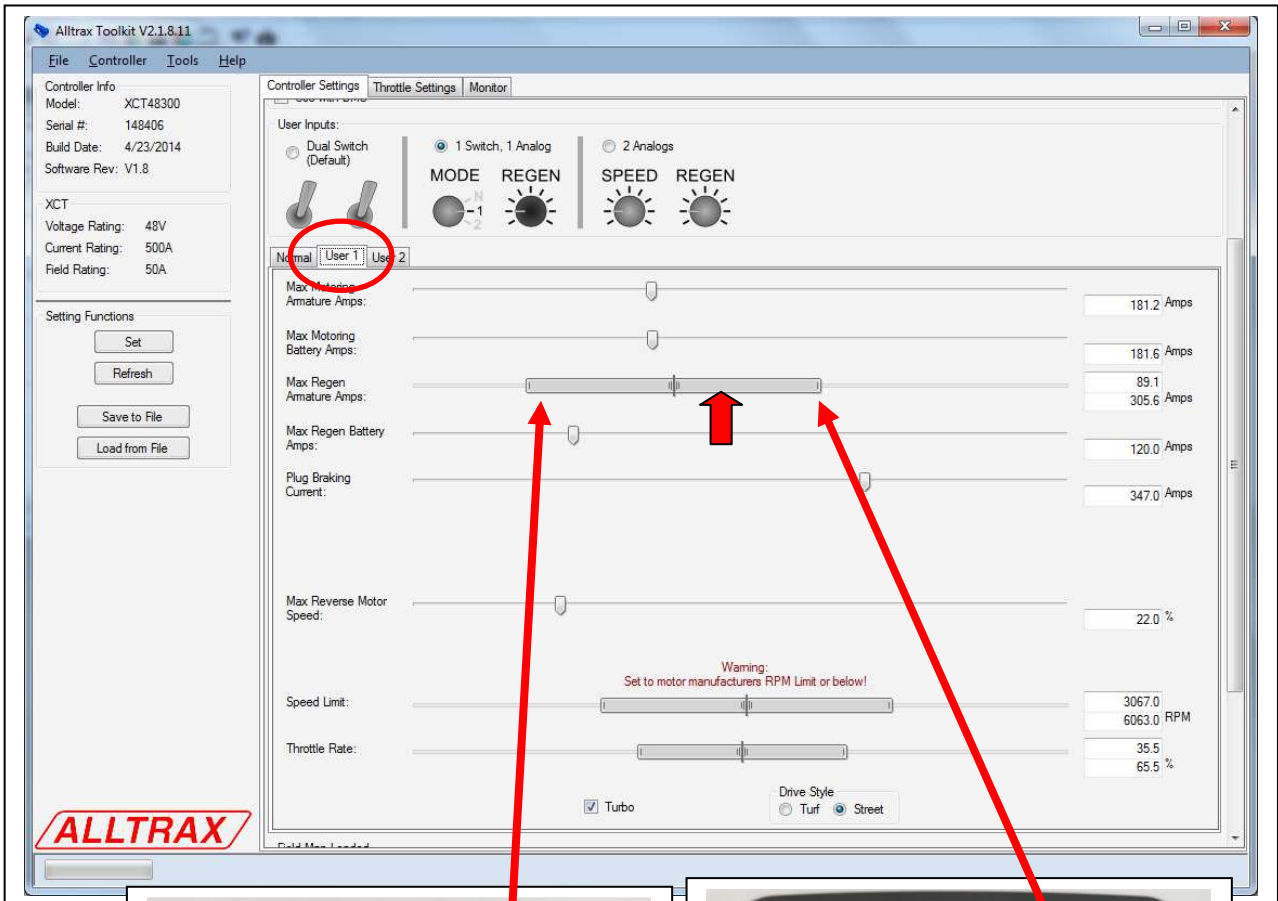 Alltrax Toolkit V2.1.8.11
File Controller Tools Help
Controller Info
Model: XCT48300
Serial #: 148406
Build Date: 4/23/2014
Software Rev: V1.8
XCT
Voltage Rating: 48V
Current Rating: 500A
Field Rating: 50A
Setting Functions
Set
Refresh
Save to File
Load from File
ALLTRAX
Controller Settings Throttle Settings Monitor
User Inputs:
Dual Switch
(Default)
1 Switch, 1 Analog
MODE REGEN
N
1
2
2 Analogs
SPEED REGEN
Normal User 1 User 2
Max Motoring
Armature Amps:
181.2 Amps
Max Motoring
Battery Amps:
181.6 Amps
Max Regen
Armature Amps:
89.1
305.6 Amps
Max Regen Battery
Amps:
120.0 Amps
Plug Braking
Current:
347.0 Amps
Max Reverse Motor
Speed:
22.0 %
Warning:
Set to motor manufacturers RPM Limit or below!
Speed Limit:
3067.0
6063.0 RPM
Throttle Rate:
35.5
65.5 %
Turbo
Drive Style
Turf Street